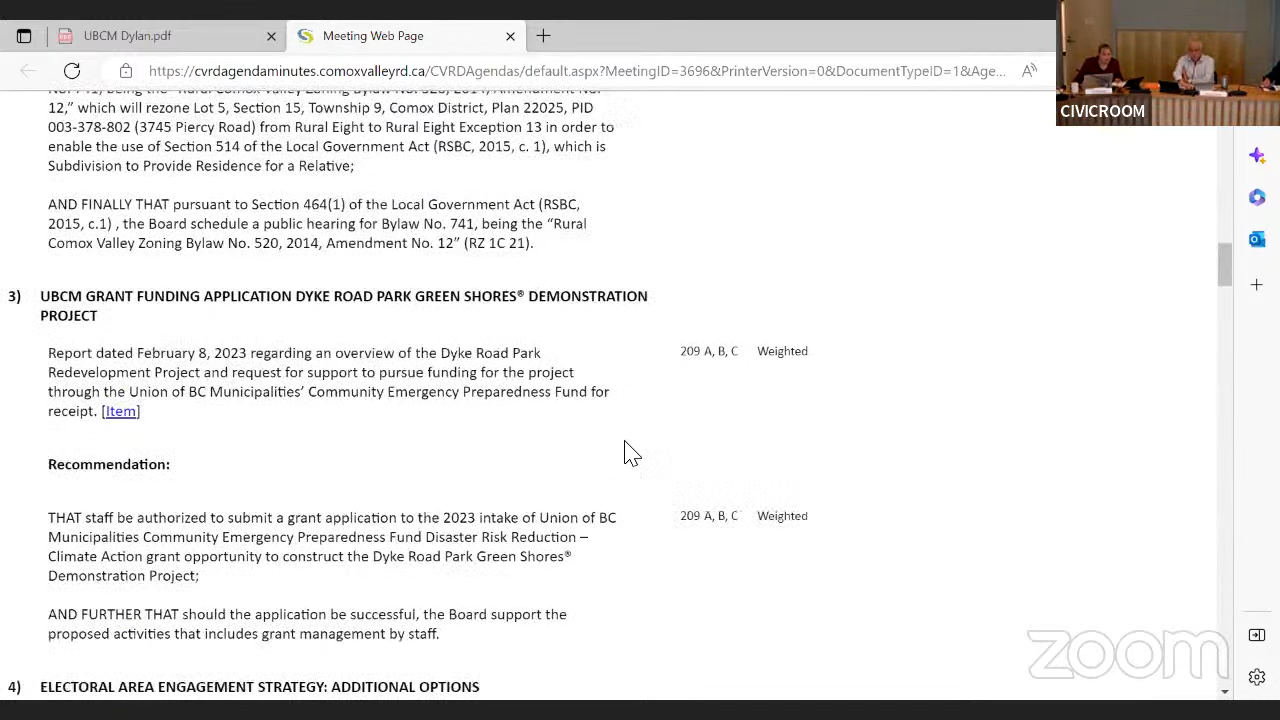 UBCM Dylan.pdf
Meeting Web Page
https://cvrdagendaminutes.comoxvalleyrd.ca/CVRDAgendas/default.aspx?MeetingID=3696&PrinterVersion=0&DocumentTypeID=1&Age...
CIVICROOM
12,” which will rezone Lot 5, Section 15, Township 9, Comox District, Plan 22025, PID
003-378-802 (3745 Piercy Road) from Rural Eight to Rural Eight Exception 13 in order to
enable the use of Section 514 of the Local Government Act (RSBC, 2015, c. 1), which is
Subdivision to Provide Residence for a Relative;
AND FINALLY THAT pursuant to Section 464(1) of the Local Government Act (RSBC,
2015, c.1) , the Board schedule a public hearing for Bylaw No. 741, being the “Rural
Comox Valley Zoning Bylaw No. 520, 2014, Amendment No. 12” (RZ 1C 21).
3) UBCM GRANT FUNDING APPLICATION DYKE ROAD PARK GREEN SHORES® DEMONSTRATION
PROJECT
Report dated February 8, 2023 regarding an overview of the Dyke Road Park 209 A, B, C Weighted
Redevelopment Project and request for support to pursue funding for the project
through the Union of BC Municipalities’ Community Emergency Preparedness Fund for
receipt. [Item]
Recommendation:
THAT staff be authorized to submit a grant application to the 2023 intake of Union of BC 209 A, B, C Weighted
Municipalities Community Emergency Preparedness Fund Disaster Risk Reduction –
Climate Action grant opportunity to construct the Dyke Road Park Green Shores®
Demonstration Project;
AND FURTHER THAT should the application be successful, the Board support the
proposed activities that includes grant management by staff.
zoom
4) ELECTORAL AREA ENGAGEMENT STRATEGY: ADDITIONAL OPTIONS